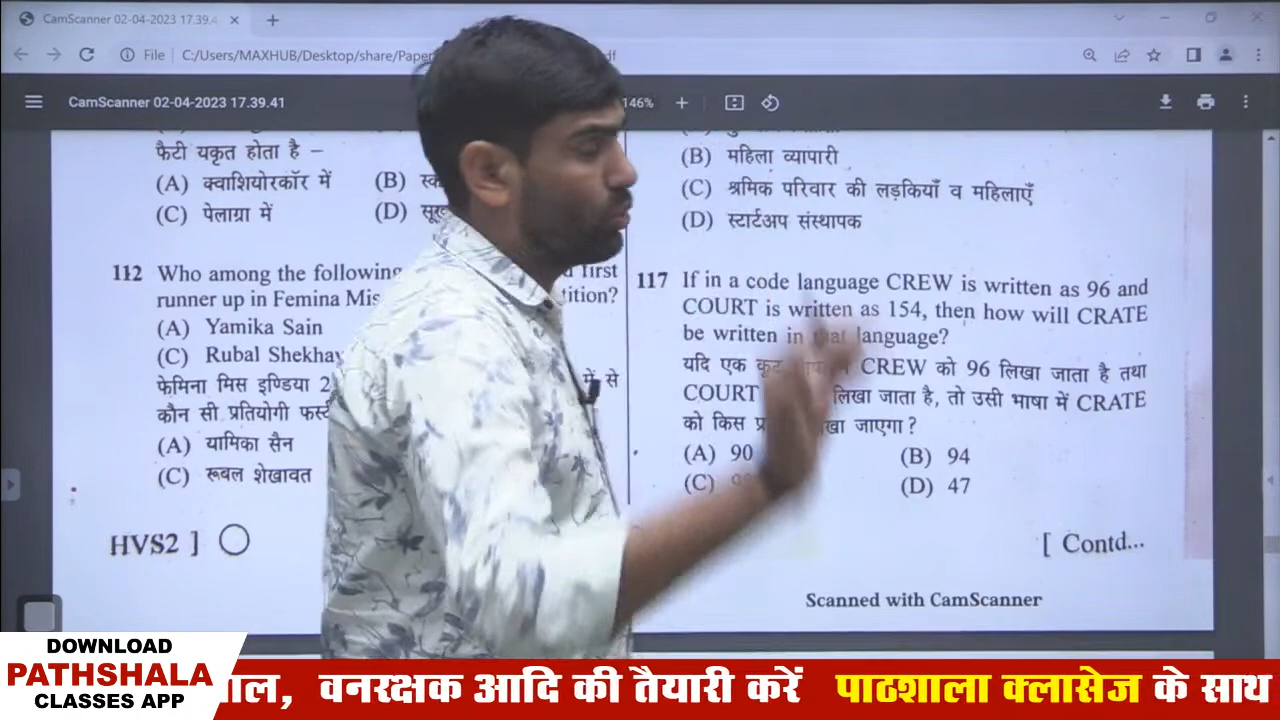 CamScanner 02-04-2023 17.39.4
File C:/Users/MAXHUB/Desktop/share/Paper
CamScanner 02-04-2023 17.39.41
146%
फैटी यकृत होता है –
(A) क्वाशियोरकॉर में (B)
(C) पेलाग्रा में (D)
112 Who among the following first
runner up in Femina Mis
(A) Yamika Sain
(C) Rubal Shekha
फेमिना मिस इण्डिया 2 में से
कौन सी प्रतियोगी फर्स्ट
(A) यामिका सैन
(C) रूबल शेखावत
HVS2 ]
(B) महिला व्यापारी
(C) श्रमिक परिवार की लड़कियाँ व महिलाएँ
(D) स्टार्टअप संस्थापक
117 If in a code language CREW is written as 96 and
COURT is written as 154, then how will CRATE
be written in that language?
यदि एक कूट CREW को 96 लिखा जाता है तथा
COURT लिखा जाता है, तो उसी भाषा में CRATE
को किस जाएगा ?
(A) 90 (B) 94
(C) (D) 47
[ Contd...
Scanned with CamScanner
DOWNLOAD
PATHSHALA
CLASSES APP
वनरक्षक आदि की तैयारी करें पाठशाला क्लासेज के साथ